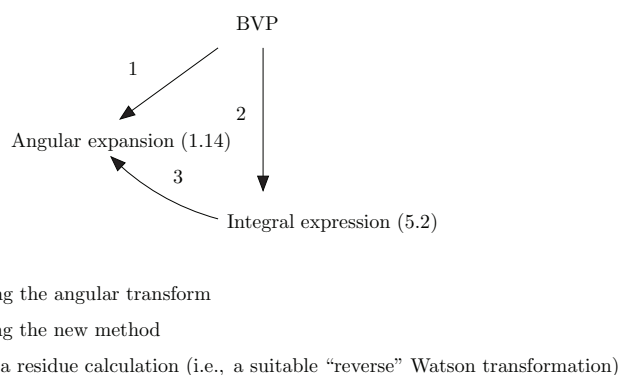 BVP
1
2
Angular expansion (1.14)
3
Integral expression (5.2)
the angular transform
the new method
a residue calculation (i.e., a suitable “reverse” Watson transformation)